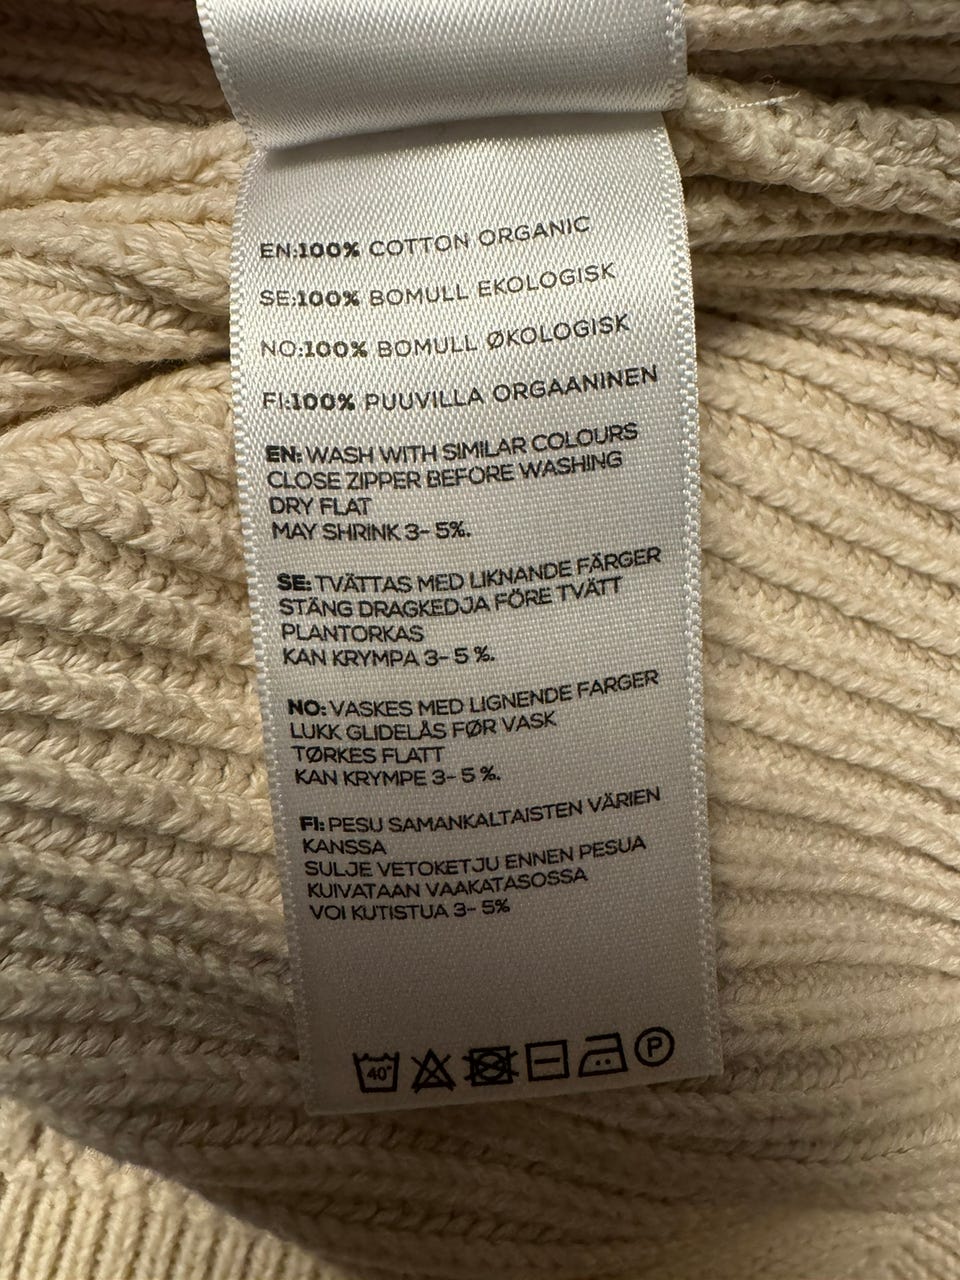 EN:100% COTTON ORGANIC
SE:100% BOMULL EKOLOGISK
NO:100% BOMULL ØKOLOGISK
FI:100% PUUVILLA ORGAANINEN
EN: WASH WITH SIMILAR COLOURS
CLOSE ZIPPER BEFORE WASHING
DRY FLAT
MAY SHRINK 3- 5%.
SE: TVÄTTAS MED LIKNANDE FÄRGER
STÄNG DRAGKEDJA FÖRE TVÄTT
PLANTORKAS
KAN KRYMPA 3- 5 %.
NO: VASKES MED LIGNENDE FARGER
LUKK GLIDELÅS FØR VASK
TØRKES FLATT
KAN KRYMPE 3- 5 %.
FI: PESU SAMANKALTAISTEN VÄRIEN
KANSSA
SULJE VETOKETJU ENNEN PESUA
KUIVATAAN VAAKATASOSSA
VOI KUTISTUA 3- 5%
40° P